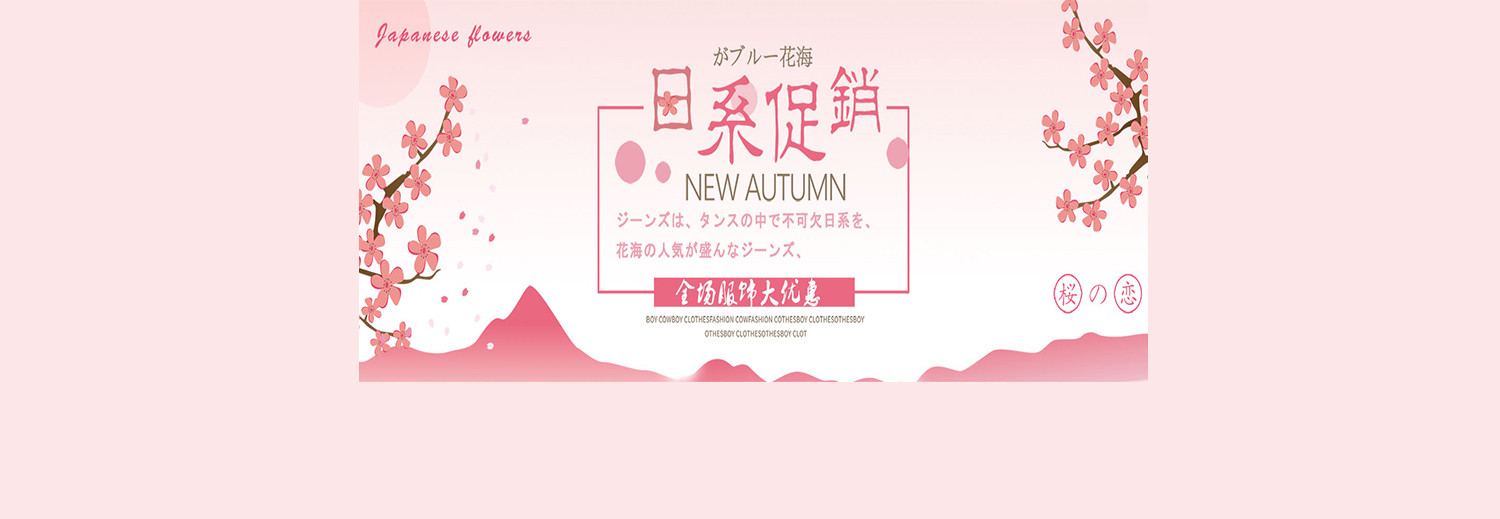 Japanese flowers
がブルー花海
日系促銷
NEW AUTUMN
ジーンズは、タンスの中で不可欠日系を、
花海の人気が盛んなジーンズ、
全场服饰大优惠
BOY COWBOY CLOTHESFASHION COWFASHION COTHESBOY CLOTHESOTHESBOY
OTHESBOY CLOTHESOTHESBOY CLOT
桜の恋